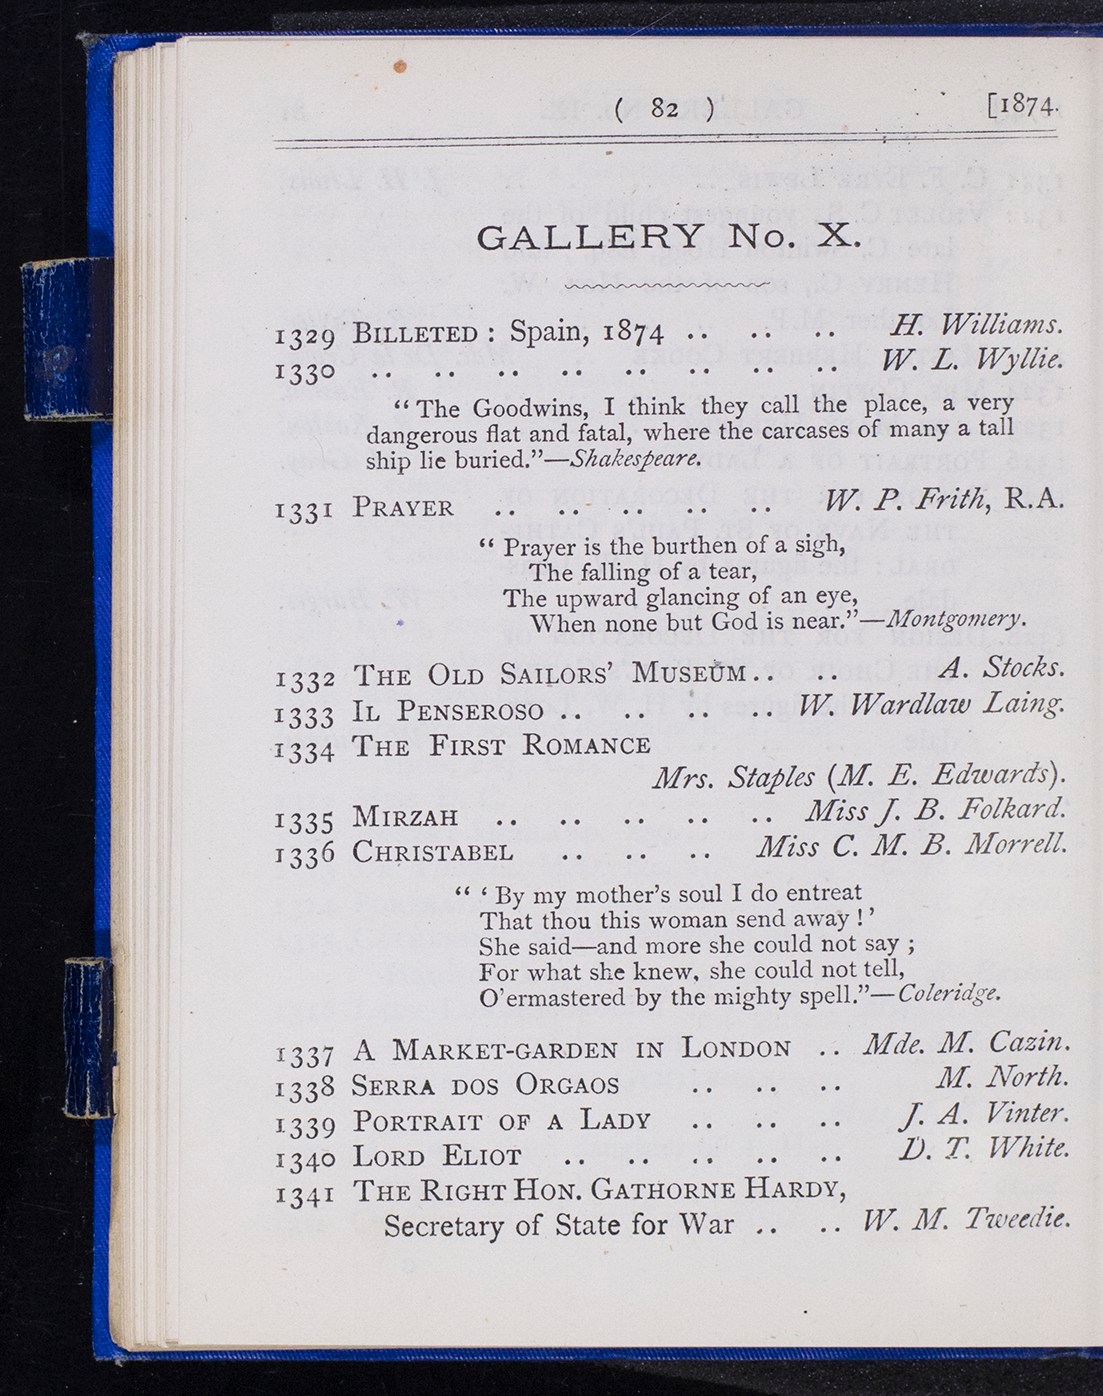 ( 82 ) [1874.
GALLERY No. X.
1329 BILLETED : Spain, 1874 .. .. .. H. Williams.
1330 .. .. .. .. .. .. .. .. W. L. Wyllie.
“ The Goodwins, I think they call the place, a very
dangerous flat and fatal, where the carcases of many a tall
ship lie buried.”—Shakespeare.
1331 PRAYER .. .. .. .. .. W. P. Frith, R.A.
“ Prayer is the burthen of a sigh,
The falling of a tear,
The upward glancing of an eye,
When none but God is near.”—Montgomery.
1332 THE OLD SAILORS’ MUSEUM .. .. A. Stocks.
1333 IL PENSEROSO .. .. .. .. W. Wardlaw Laing.
1334 THE FIRST ROMANCE
Mrs. Staples (M. E. Edwards).
1335 MIRZAH .. .. .. .. .. Miss J. B. Folkard.
1336 CHRISTABEL .. .. .. Miss C. M. B. Morrell.
“ ‘ By my mother’s soul I do entreat
That thou this woman send away ! ’
She said—and more she could not say ;
For what she knew, she could not tell,
O’ermastered by the mighty spell.”—Coleridge.
1337 A MARKET-GARDEN IN LONDON .. Mde. M. Cazin.
1338 SERRA DOS ORGAOS .. .. .. M. North.
1339 PORTRAIT OF A LADY .. .. .. J. A. Vinter.
1340 LORD ELIOT .. .. .. .. .. D. T. White.
1341 THE RIGHT HON. GATHORNE HARDY,
Secretary of State for War .. .. W. M. Tweedie.